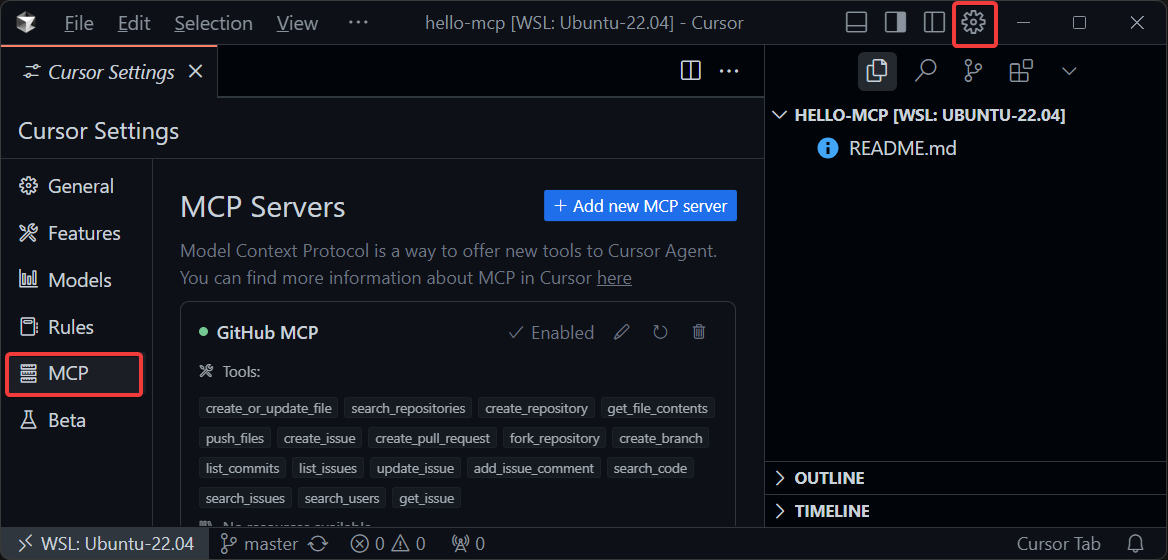 File Edit Selection View ··· hello-mcp [WSL: Ubuntu-22.04] - Cursor
Cursor Settings
Cursor Settings
General
Features
Models
Rules
MCP
Beta
MCP Servers
+ Add new MCP server
Model Context Protocol is a way to offer new tools to Cursor Agent.
You can find more information about MCP in Cursor here
GitHub MCP Enabled
Tools:
create_or_update_file search_repositories create_repository get_file_contents
push_files create_issue create_pull_request fork_repository create_branch
list_commits list_issues update_issue add_issue_comment search_code
search_issues search_users get_issue
No resources available
HELLO-MCP [WSL: UBUNTU-22.04]
README.md
OUTLINE
TIMELINE
WSL: Ubuntu-22.04 master 0 0 0 Cursor Tab